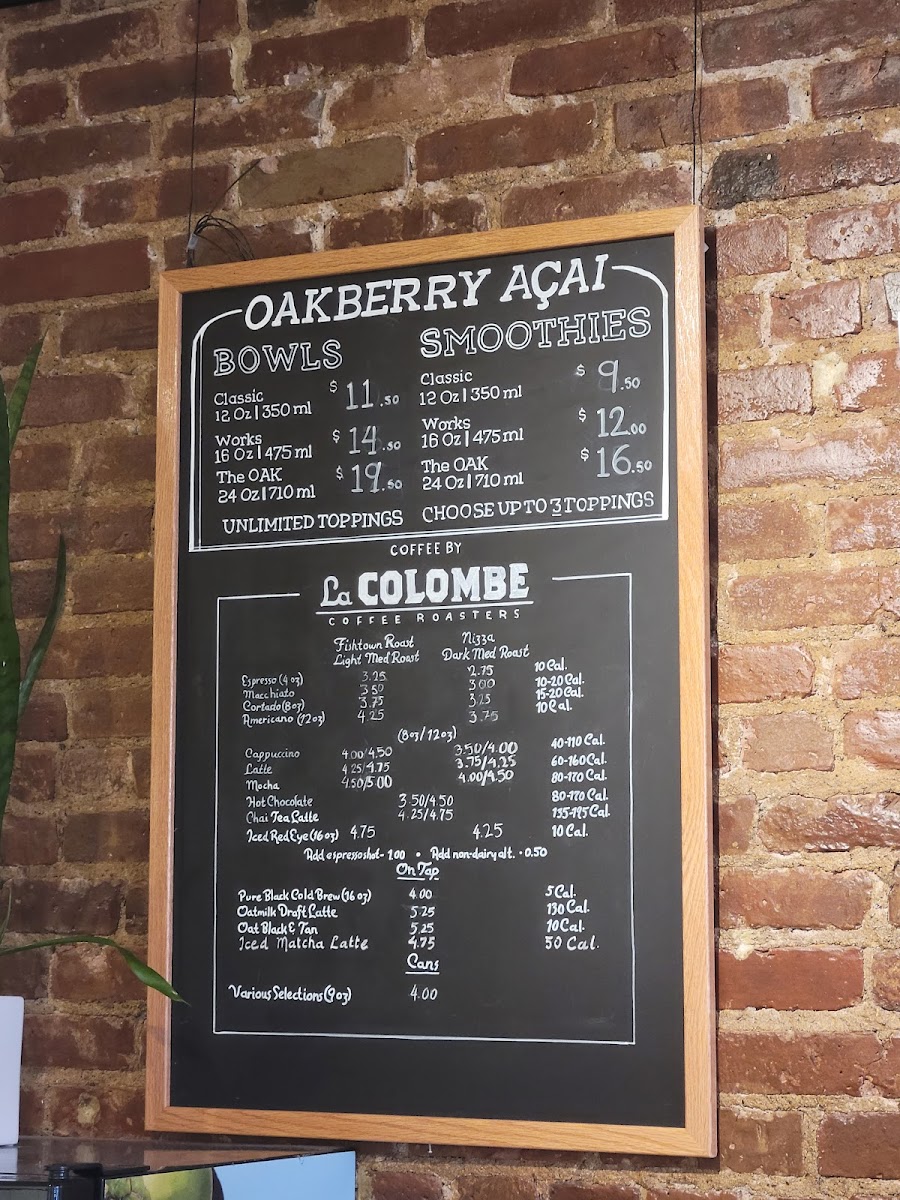 OAKBERRY AÇAI
BOWLS
Classic
12 Oz | 350 ml $ 11.50
Works
16 Oz | 475 ml $ 14.50
The OAK
24 Oz | 710 ml $ 19.50
UNLIMITED TOPPINGS
SMOOTHIES
Classic
12 Oz | 350 ml $ 9.50
Works
16 Oz | 475 ml $ 12.00
The OAK
24 Oz | 710 ml $ 16.50
CHOOSE UP TO 3 TOPPINGS
COFFEE BY
La COLOMBE
COFFEE ROASTERS
Fishtown Roast Nizza
Light Med Roast Dark Med Roast
Espresso (4 oz) 3.25 2.75 10 Cal.
Macchiato 3.50 3.00 10-20 Cal.
Cortado (8 oz) 3.75 3.25 15-20 Cal.
Americano (12 oz) 4.25 3.75 10 Cal.
(8 oz / 12 oz)
Cappuccino 4.00/4.50 3.50/4.00 40-110 Cal.
Latte 4.25/4.75 3.75/4.25 60-160 Cal.
Mocha 4.50/5.00 4.00/4.50 80-170 Cal.
Hot Chocolate 3.50/4.50 80-170 Cal.
Chai Tea Latte 4.25/4.75 155-195 Cal.
Iced Red Eye (16 oz) 4.75 4.25 10 Cal.
Add espresso shot - 1.00 • Add non-dairy alt. - 0.50
On Tap
Pure Black Cold Brew (16 oz) 4.00 5 Cal.
Oatmilk Draft Latte 5.25 130 Cal.
Oat Black & Tan 5.25 10 Cal.
Iced Matcha Latte 4.75 50 Cal.
Cans
Various Selections (9 oz) 4.00